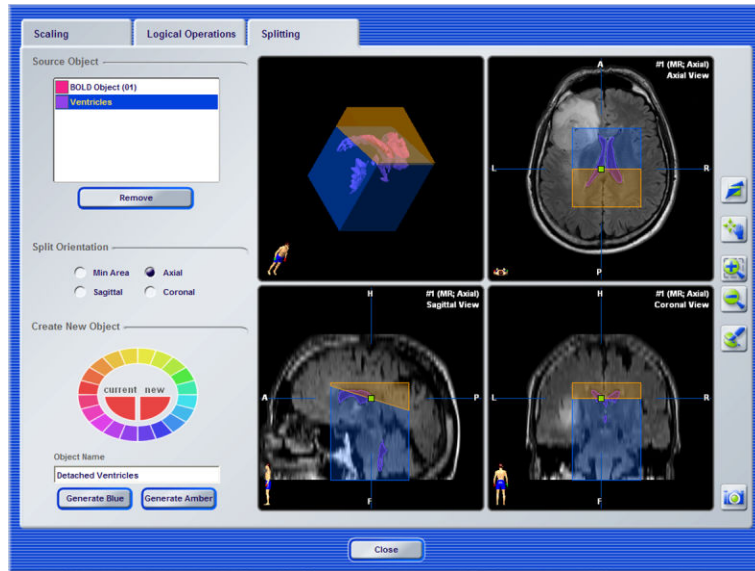 Scaling
Logical Operations
Splitting
Source Object
BOLD Object (01)
Ventricles
Remove
Split Orientation
Min Area
Axial
Sagittal
Coronal
Create New Object
current new
Object Name
Detached Ventricles
Generate Blue
Generate Amber
A
#1 (MR; Axial)
Axial View
L
R
P
H
#1 (MR; Axial)
Sagittal View
A
P
F
H
#1 (MR; Axial)
Coronal View
L
R
F
Close